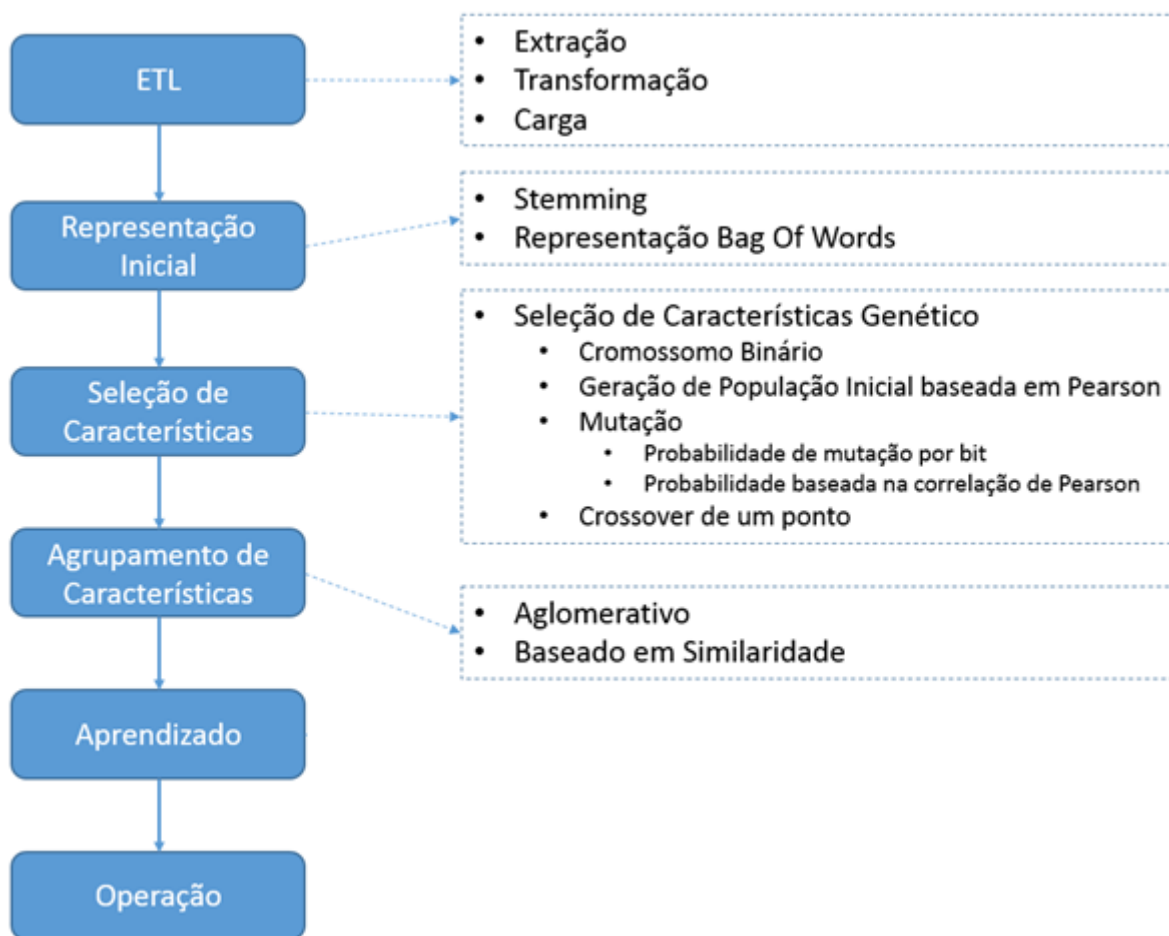 ETL
• Extração
• Transformação
• Carga
Representação
Inicial
• Stemming
• Representação Bag Of Words
Seleção de
Características
• Seleção de Características Genético
• Cromossomo Binário
• Geração de População Inicial baseada em Pearson
• Mutação
• Probabilidade de mutação por bit
• Probabilidade baseada na correlação de Pearson
• Crossover de um ponto
Agrupamento de
Características
• Aglomerativo
• Baseado em Similaridade
Aprendizado
Operação